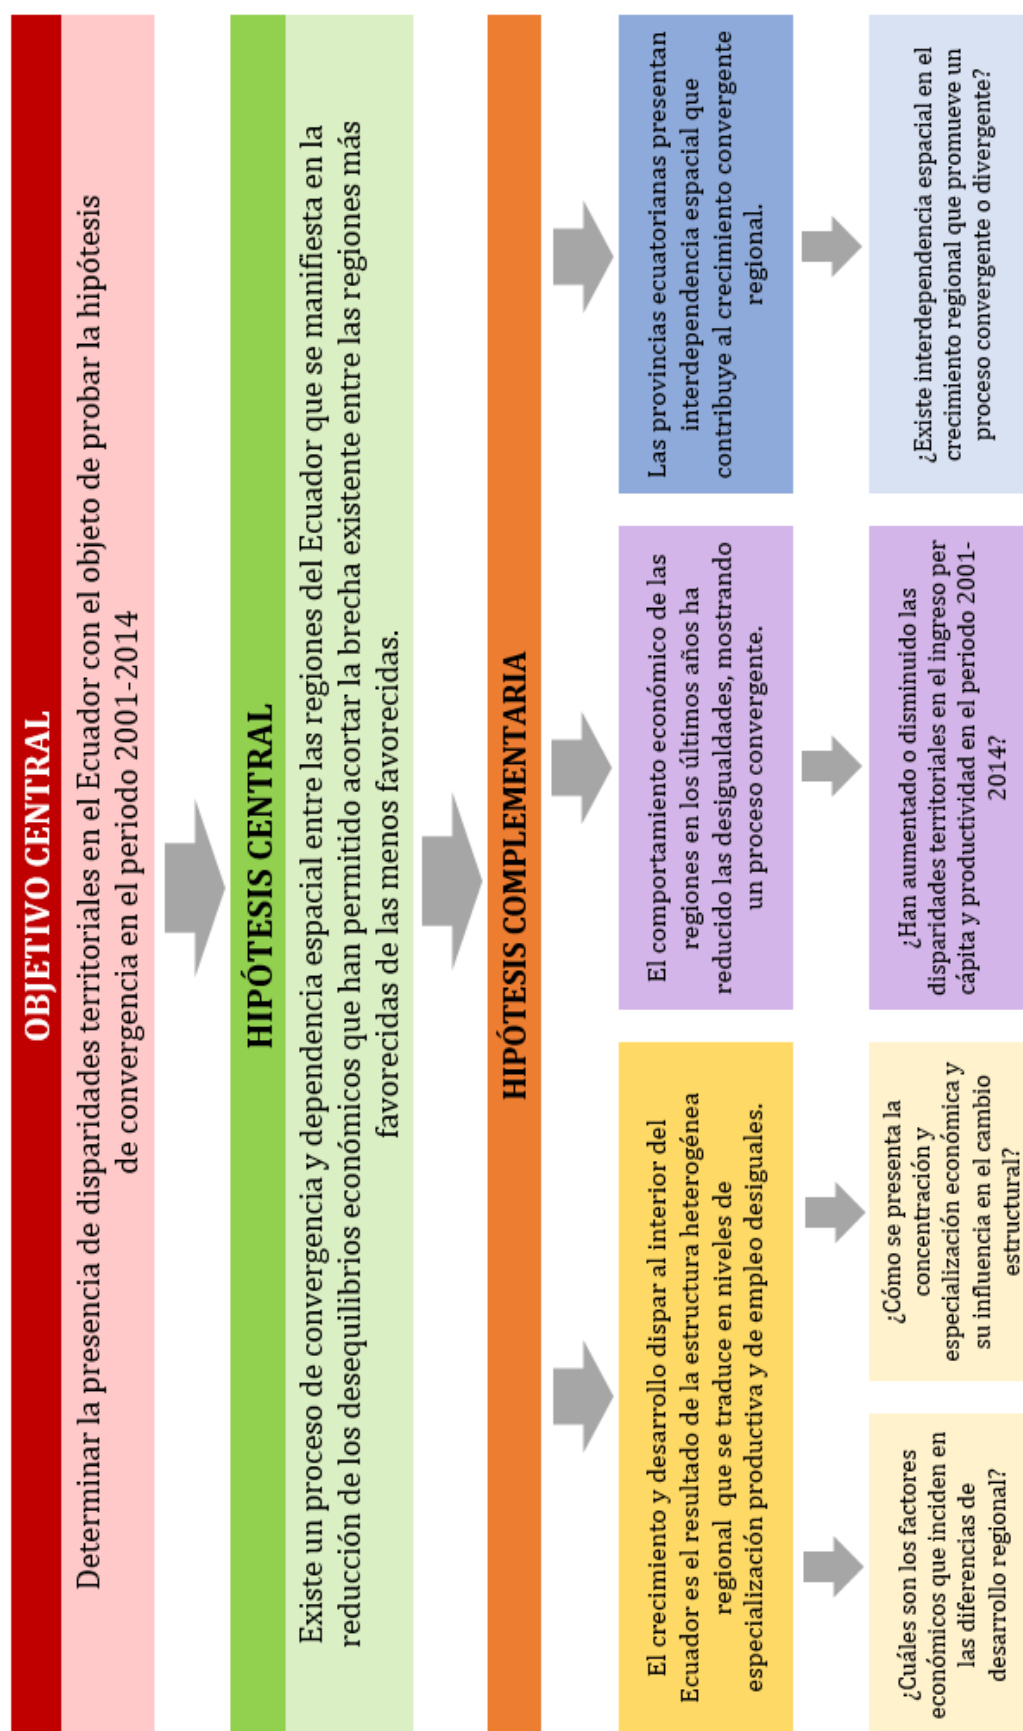 OBJETIVO CENTRAL
Determinar la presencia de disparidades territoriales en el Ecuador con el objeto de probar la hipótesis
de convergencia en el periodo 2001-2014
HIPÓTESIS CENTRAL
Existe un proceso de convergencia y dependencia espacial entre las regiones del Ecuador que se manifiesta en la
reducción de los desequilibrios económicos que han permitido acortar la brecha existente entre las regiones más
favorecidas de las menos favorecidas.
HIPÓTESIS COMPLEMENTARIA
El crecimiento y desarrollo dispar al interior del
Ecuador es el resultado de la estructura heterogénea
regional que se traduce en niveles de
especialización productiva y de empleo desiguales.
El comportamiento económico de las
regiones en los últimos años ha
reducido las desigualdades, mostrando
un proceso convergente.
Las provincias ecuatorianas presentan
interdependencia espacial que
contribuye al crecimiento convergente
regional.
¿Cuáles son los factores
económicos que inciden en
las diferencias de
desarrollo regional?
¿Cómo se presenta la
concentración y
especialización económica y
su influencia en el cambio
estructural?
¿Han aumentado o disminuido las
disparidades territoriales en el ingreso per
cápita y productividad en el periodo 2001-
2014?
¿Existe interdependencia espacial en el
crecimiento regional que promueve un
proceso convergente o divergente?